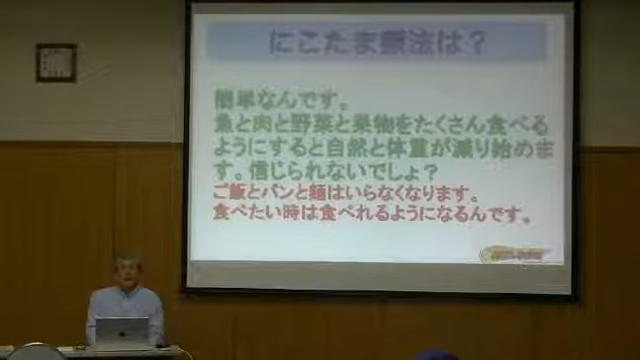 にこたま療法は？
簡単なんです。
魚と肉と野菜と果物をたくさん食べる
ようにすると自然と体重が減り始めま
す。信じられないでしょ？
ご飯とパンと麺はいらなくなります。
食べたい時は食べれるようになるんです。